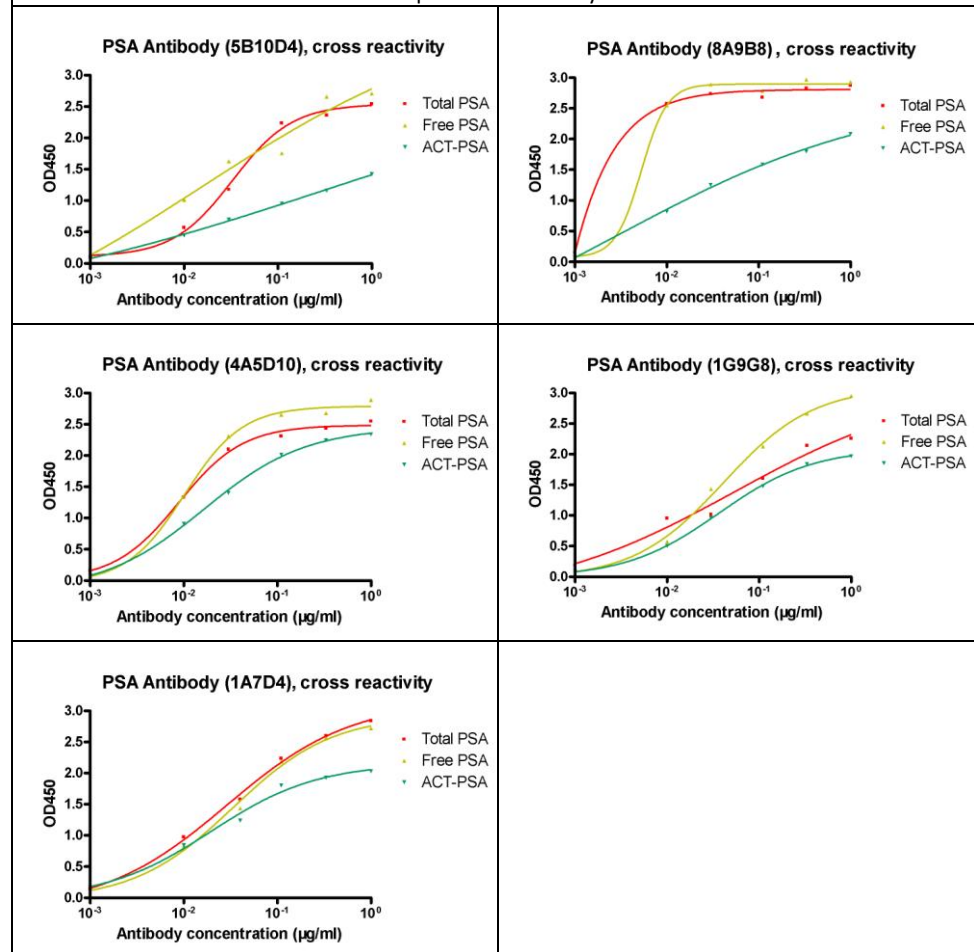 PSA Antibody (5B10D4), cross reactivity
3.0
2.5
2.0
1.5
1.0
0.5
0.0
OD450
Total PSA
Free PSA
ACT-PSA
10-3 10-2 10-1 100
Antibody concentration (µg/ml)
PSA Antibody (8A9B8) , cross reactivity
3.0
2.5
2.0
1.5
1.0
0.5
0.0
OD450
Total PSA
Free PSA
ACT-PSA
10-3 10-2 10-1 100
Antibody concentration (µg/ml)
PSA Antibody (4A5D10), cross reactivity
3.0
2.5
2.0
1.5
1.0
0.5
0.0
OD450
Total PSA
Free PSA
ACT-PSA
10-3 10-2 10-1 100
Antibody concentration (µg/ml)
PSA Antibody (1G9G8), cross reactivity
3.0
2.5
2.0
1.5
1.0
0.5
0.0
OD450
Total PSA
Free PSA
ACT-PSA
10-3 10-2 10-1 100
Antibody concentration (µg/ml)
PSA Antibody (1A7D4), cross reactivity
3.0
2.5
2.0
1.5
1.0
0.5
0.0
OD450
Total PSA
Free PSA
ACT-PSA
10-3 10-2 10-1 100
Antibody concentration (µg/ml)